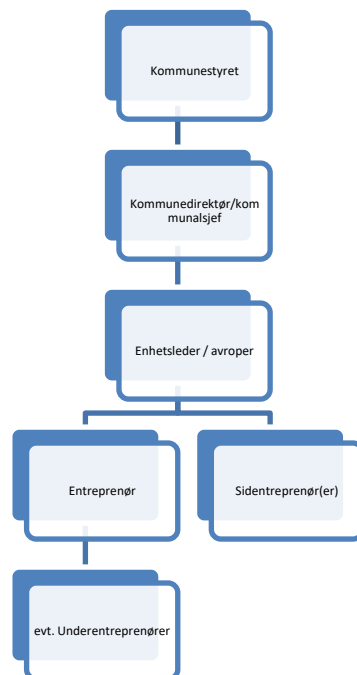 Kommunestyret
Kommunedirektør/kom
munalsjef
Enhetsleder / avroper
Entreprenør
Sidentreprenør(er)
evt. Underentreprenører